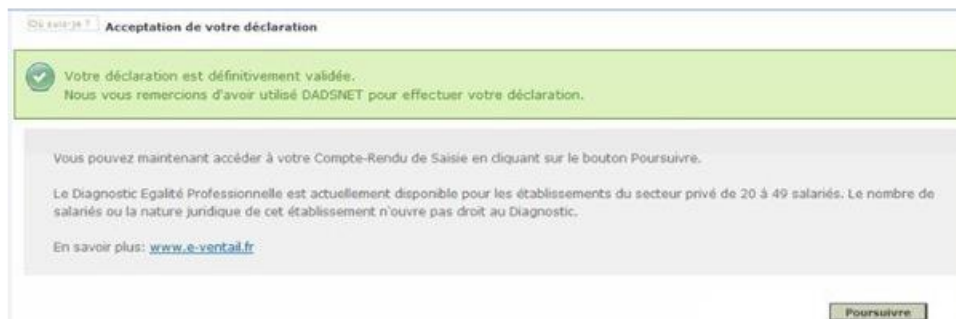 Où suis-je ? Acceptation de votre déclaration
Votre déclaration est définitivement validée.
Nous vous remercions d'avoir utilisé DADSNET pour effectuer votre déclaration.
Vous pouvez maintenant accéder à votre Compte-Rendu de Saisie en cliquant sur le bouton Poursuivre.
Le Diagnostic Egalité Professionnelle est actuellement disponible pour les établissements du secteur privé de 20 à 49 salariés. Le nombre de
salariés ou la nature juridique de cet établissement n'ouvre pas droit au Diagnostic.
En savoir plus: www.e-ventail.fr
Poursuivre